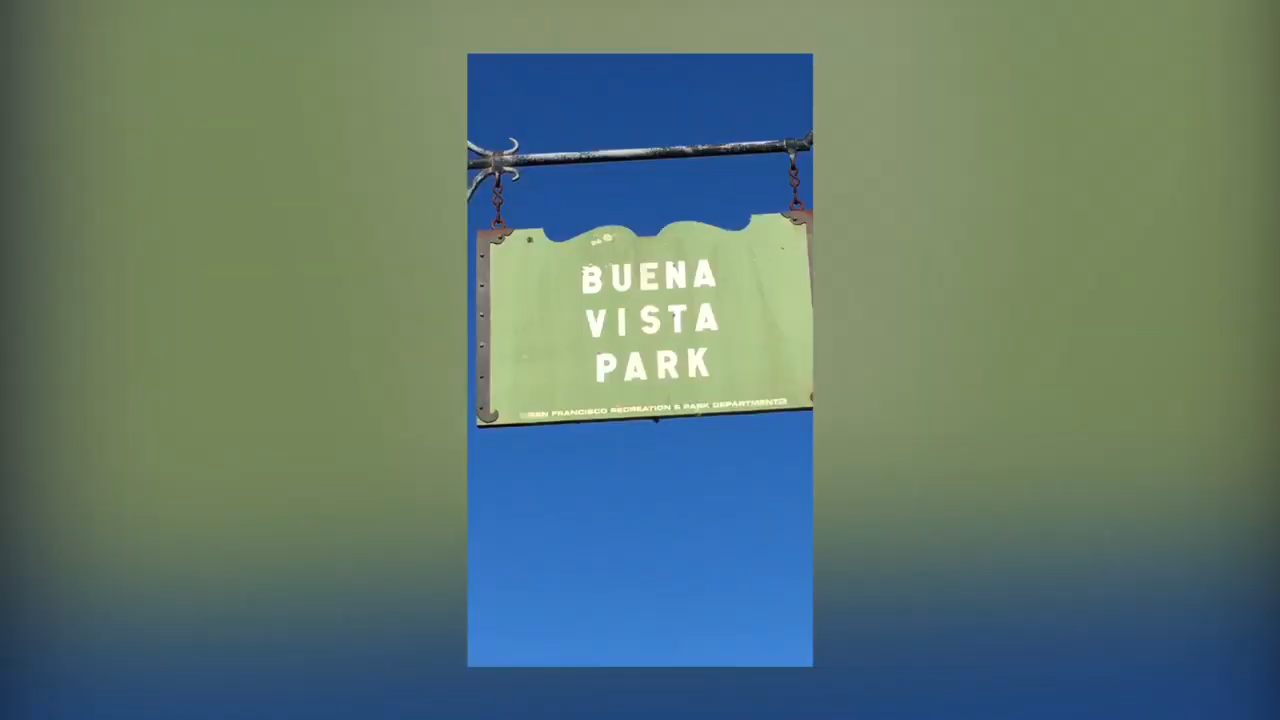 BUENA
VISTA
PARK
SAN FRANCISCO RECREATION & PARK DEPARTMENT